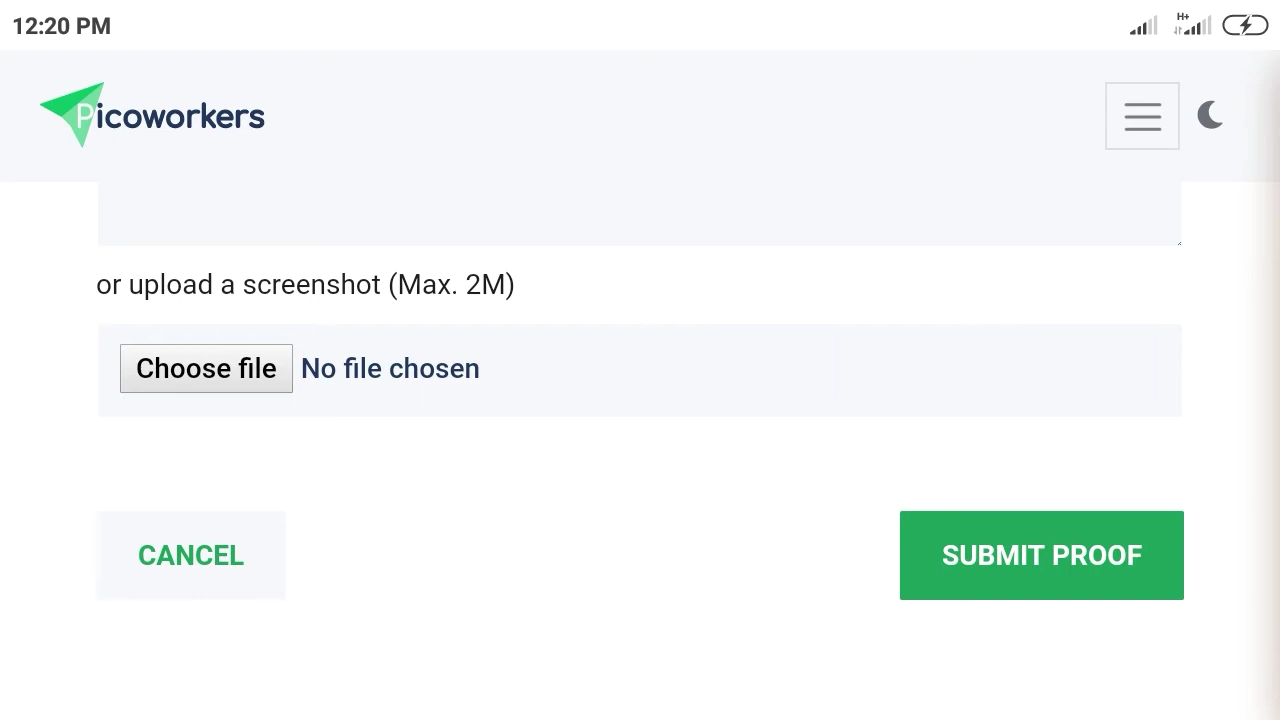 12:20 PM
H+
Picoworkers
or upload a screenshot (Max. 2M)
Choose file No file chosen
CANCEL
SUBMIT PROOF